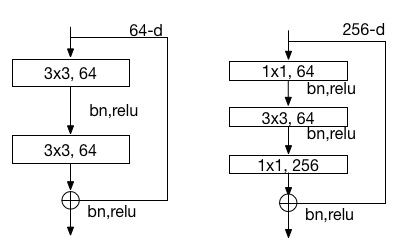 64-d
3x3, 64
bn,relu
3x3, 64
bn,relu
256-d
1x1, 64
bn,relu
3x3, 64
bn,relu
1x1, 256
bn,relu